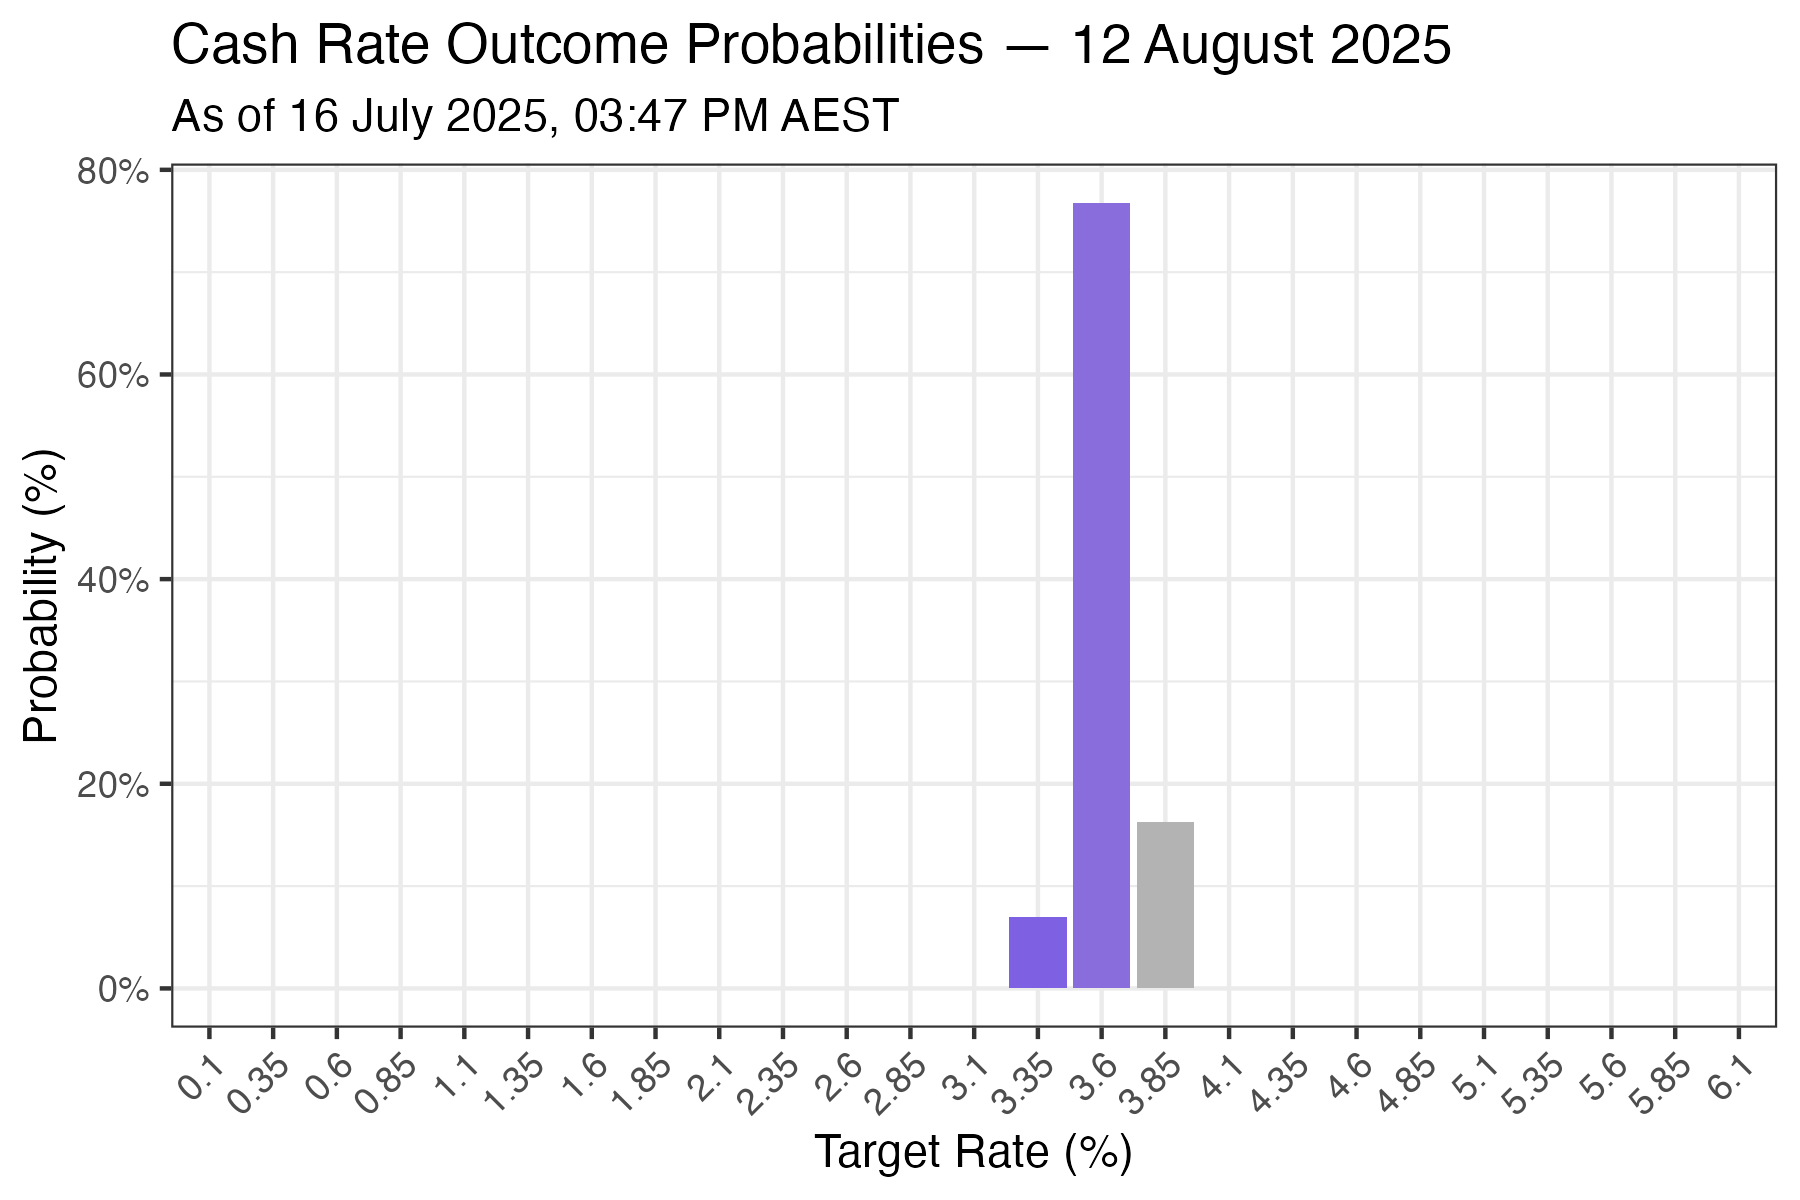 Cash Rate Outcome Probabilities — 12 August 2025
As of 16 July 2025, 03:47 PM AEST
Probability (%)
80%
60%
40%
20%
0%
0.1 0.35 0.6 0.85 1.1 1.35 1.6 1.85 2.1 2.35 2.6 2.85 3.1 3.35 3.6 3.85 4.1 4.35 4.6 4.85 5.1 5.35 5.6 5.85 6.1
Target Rate (%)